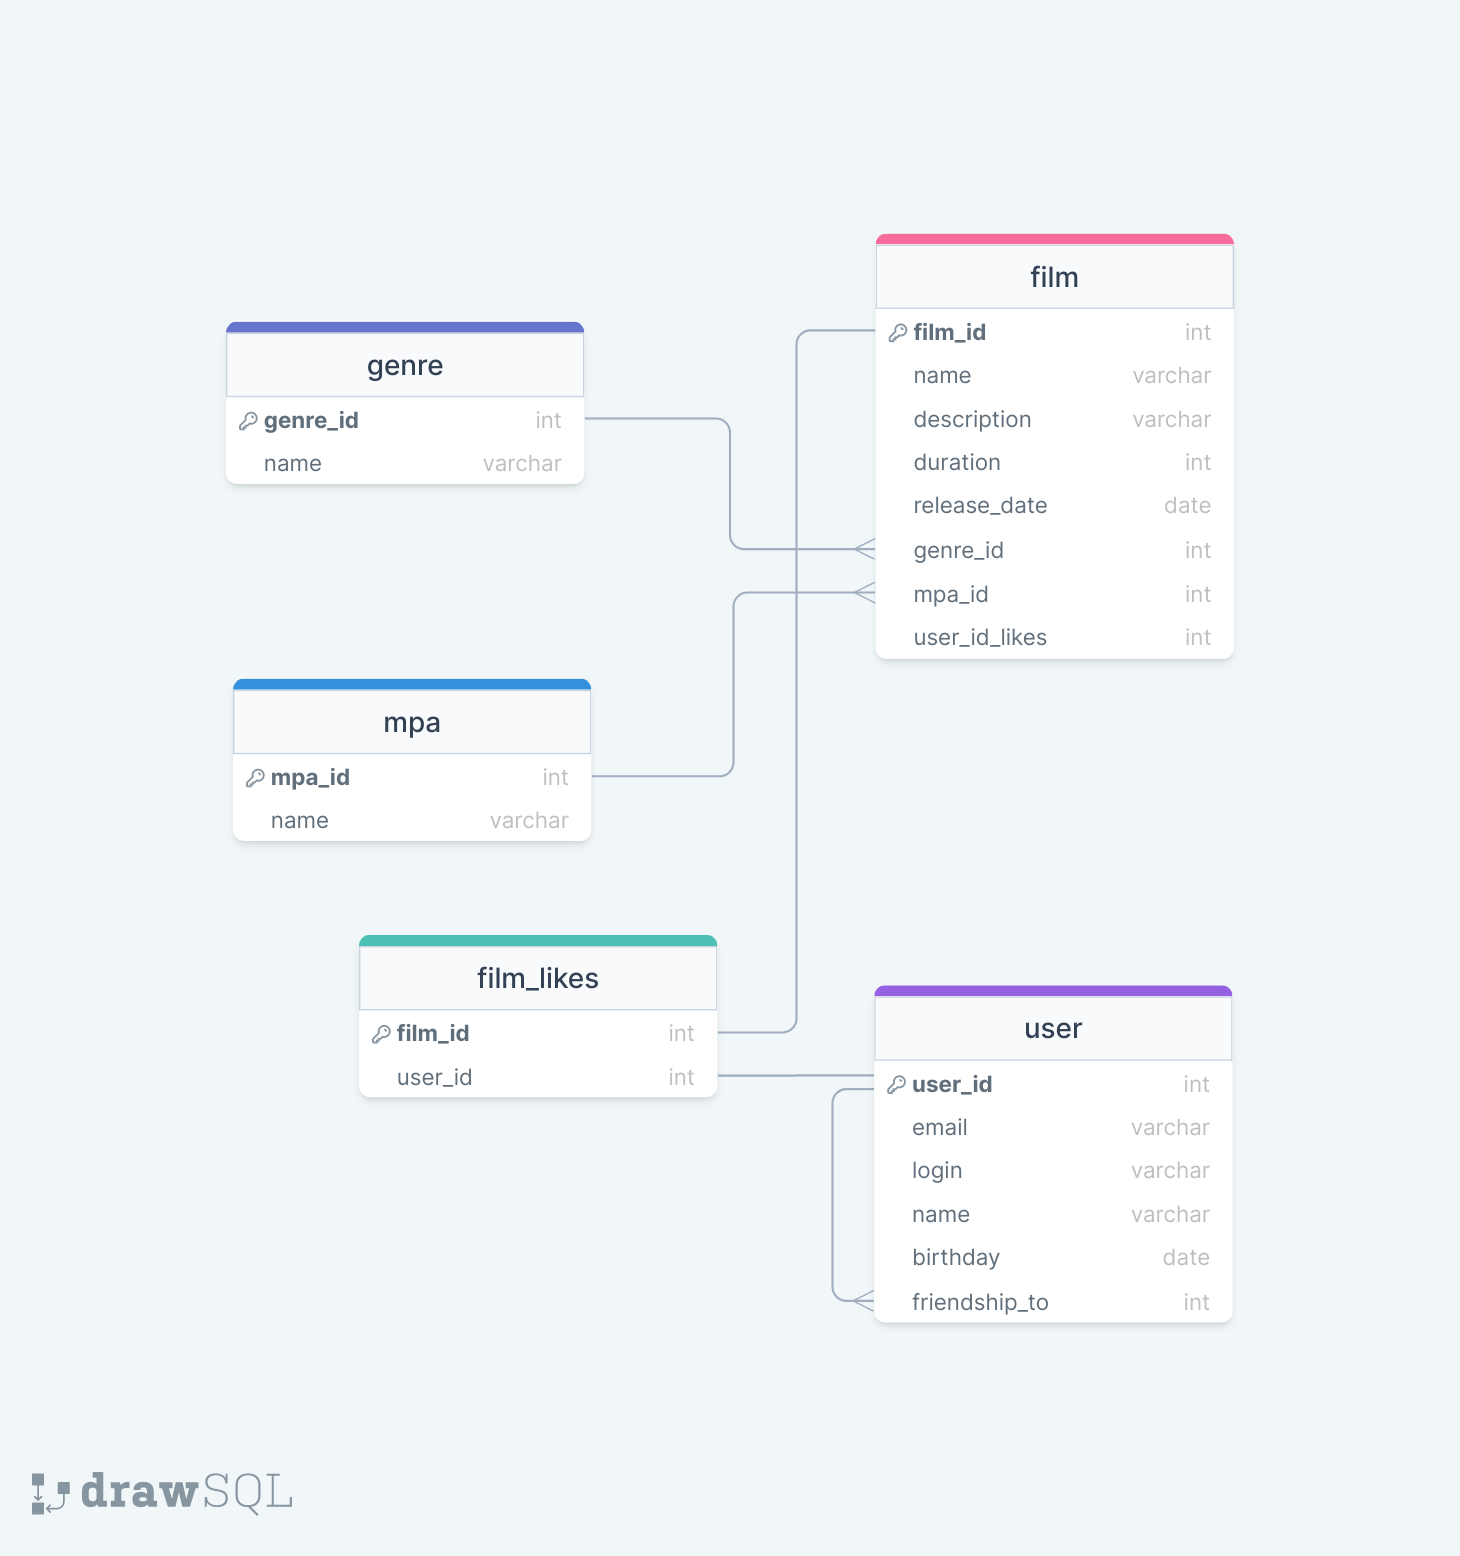 film
film_id int
name varchar
description varchar
duration int
release_date date
genre_id int
mpa_id int
user_id_likes int
genre
genre_id int
name varchar
mpa
mpa_id int
name varchar
film_likes
film_id int
user_id int
user
user_id int
email varchar
login varchar
name varchar
birthday date
friendship_to int
drawSQL